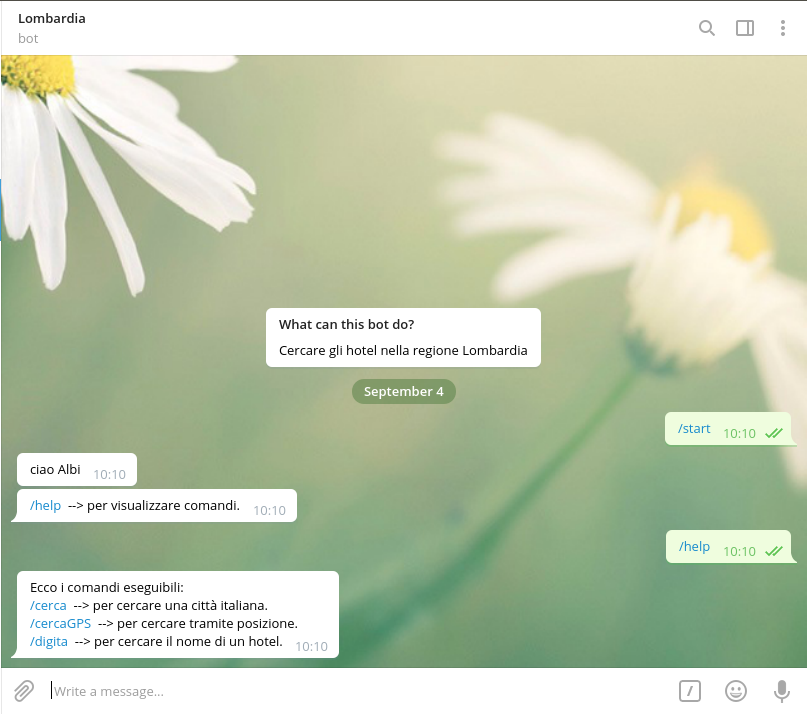 Lombardia
bot
What can this bot do?
Cercare gli hotel nella regione Lombardia
September 4
/start 10:10
ciao Albi 10:10
/help --> per visualizzare comandi. 10:10
/help 10:10
Ecco i comandi eseguibili:
/cerca --> per cercare una città italiana.
/cercaGPS --> per cercare tramite posizione.
/digita --> per cercare il nome di un hotel. 10:10
Write a message...